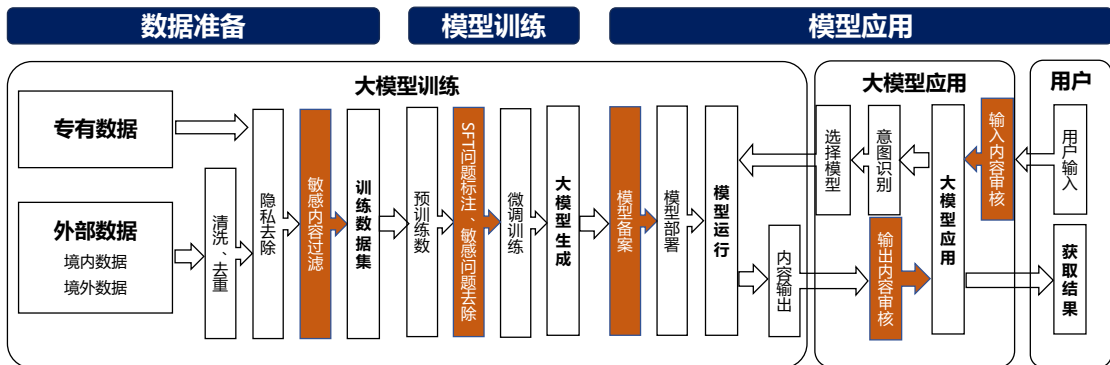 数据准备
模型训练
模型应用
大模型训练
大模型应用
用户
专有数据
外部数据
境内数据
境外数据
清洗、去重
隐私去除
敏感内容过滤
训练数据集
预训练数
SFT问题标注、敏感问题去除
微调训练
大模型生成
模型备案
模型部署
模型运行
内容输出
选择模型
意图识别
输出内容审核
大模型应用
输入内容审核
用户输入
获取结果